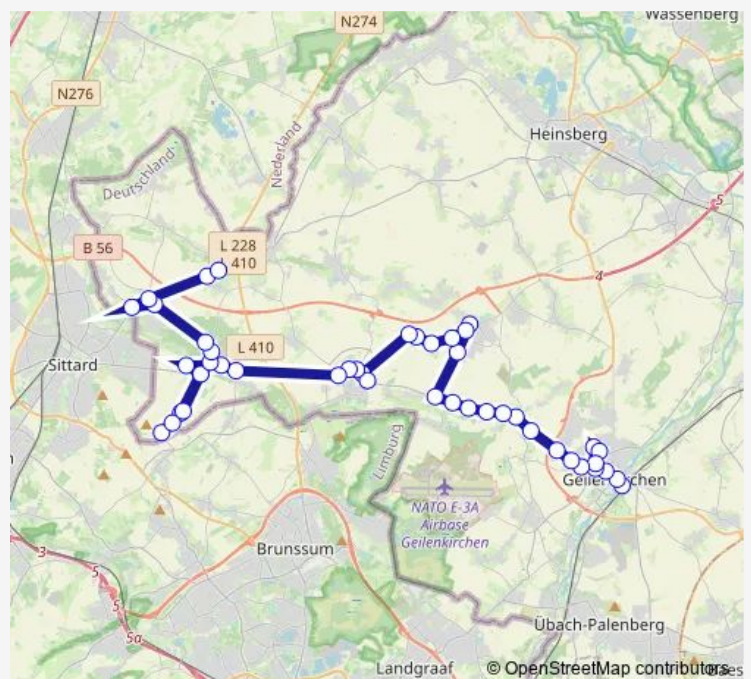 Wassenberg
N274
N276
Heinsberg
Nederland
Deutschland
5
B 56
L 228
410
4
L 410
Sittard
Limburg
Geilenkirchen
NATO E-3A
Airbase
Geilenkirchen
Brunssum
3
5
5
5a
Übach-Palenberg
Landgraaf
© OpenStreetMap contributors